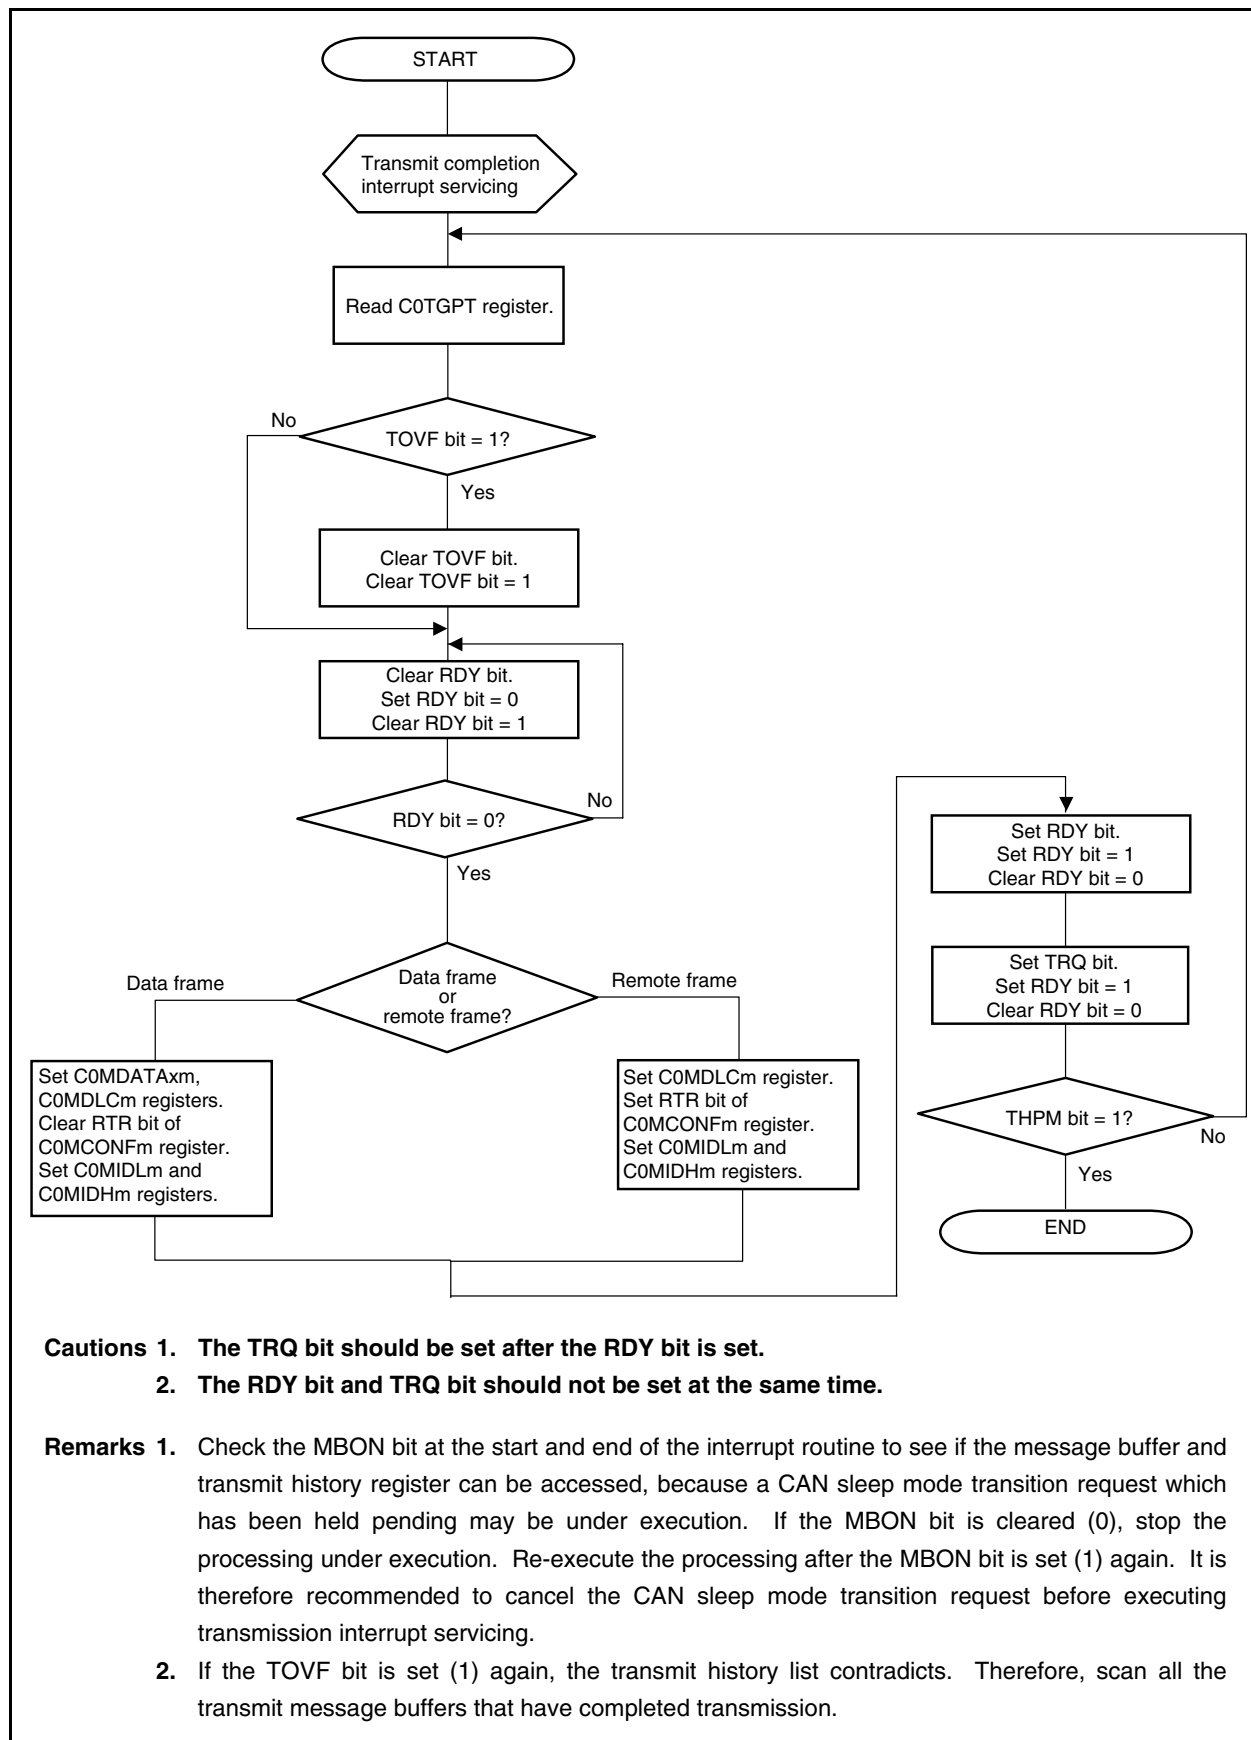 START
Transmit completion
interrupt servicing
Read C0TGPT register.
No
TOVF bit = 1?
Yes
Clear TOVF bit.
Clear TOVF bit = 1
Clear RDY bit.
Set RDY bit = 0
Clear RDY bit = 1
No
RDY bit = 0?
Yes
Data frame
Data frame
or
remote frame?
Remote frame
Set C0MDATAxm,
C0MDLCm registers.
Clear RTR bit of
C0MCONFm register.
Set C0MIDLm and
C0MIDHm registers.
Set C0MDLCm register.
Set RTR bit of
C0MCONFm register.
Set C0MIDLm and
C0MIDHm registers.
Set RDY bit.
Set RDY bit = 1
Clear RDY bit = 0
Set TRQ bit.
Set RDY bit = 1
Clear RDY bit = 0
THPM bit = 1?
No
Yes
END
Cautions 1. The TRQ bit should be set after the RDY bit is set.
2. The RDY bit and TRQ bit should not be set at the same time.
Remarks 1. Check the MBON bit at the start and end of the interrupt routine to see if the message buffer and
transmit history register can be accessed, because a CAN sleep mode transition request which
has been held pending may be under execution. If the MBON bit is cleared (0), stop the
processing under execution. Re-execute the processing after the MBON bit is set (1) again. It is
therefore recommended to cancel the CAN sleep mode transition request before executing
transmission interrupt servicing.
2. If the TOVF bit is set (1) again, the transmit history list contradicts. Therefore, scan all the
transmit message buffers that have completed transmission.